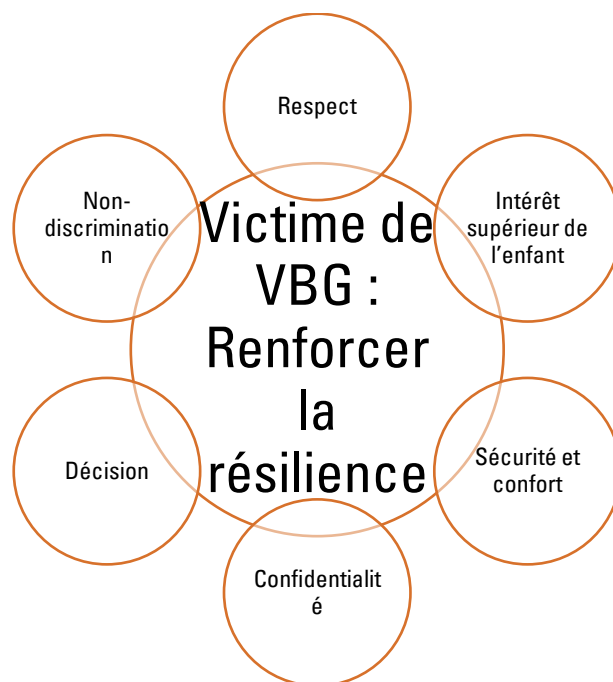 Respect
Intérêt
supérieur de
l'enfant
Sécurité et
confort
Confidentialit
é
Décision
Non-
discriminatio
n
Victime de
VBG :
Renforcer
la
résilience